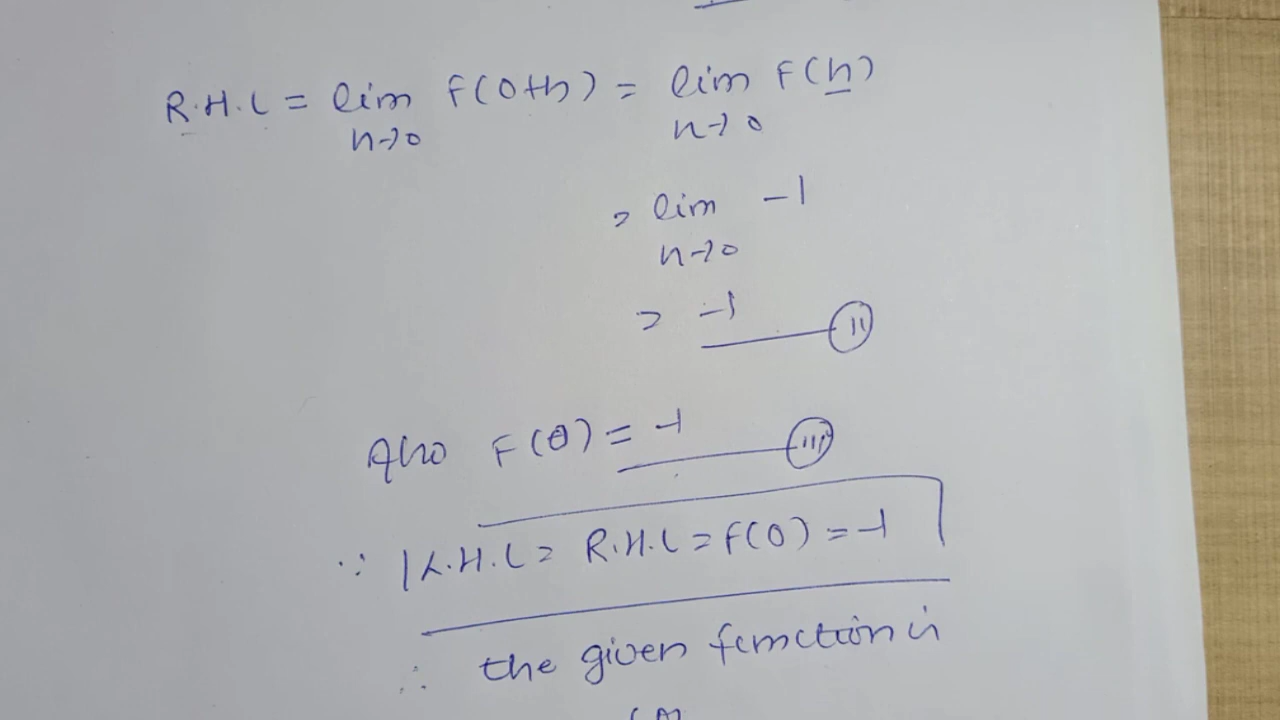 R.H.L = lim F(0+h) = lim F(h)
h→0 h→0
= lim -1
h→0
= -1 (ii)
Also F(0) = -1 (iii)
∵ L.H.L = R.H.L = F(0) = -1
∴ the given function is